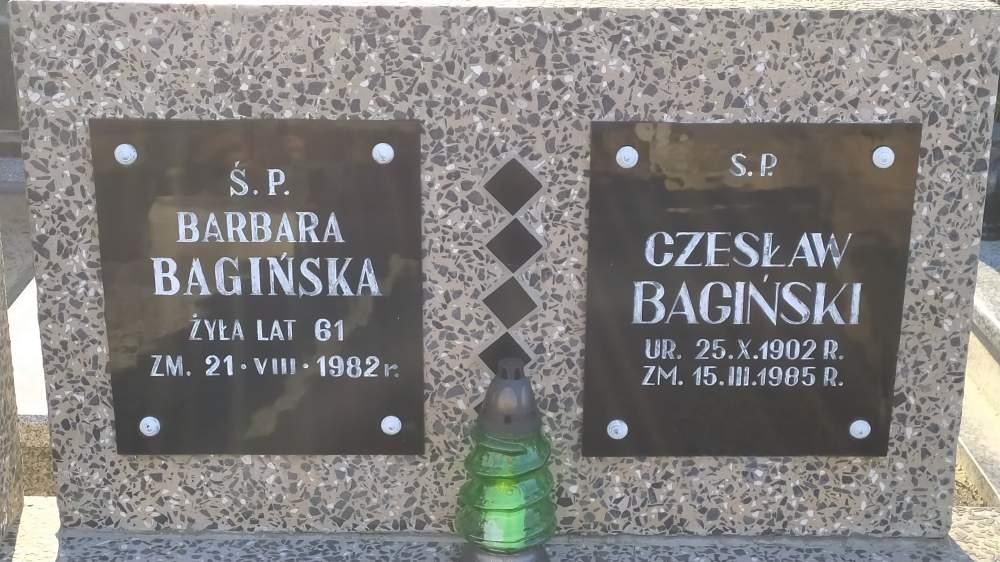 Ś. P.
BARBARA
BAGIŃSKA
ŻYŁA LAT 61
ZM. 21 · VIII · 1982 r.
S. P.
CZESŁAW
BAGIŃSKI
UR. 25.X.1902 R.
ZM. 15.III.1985 R.